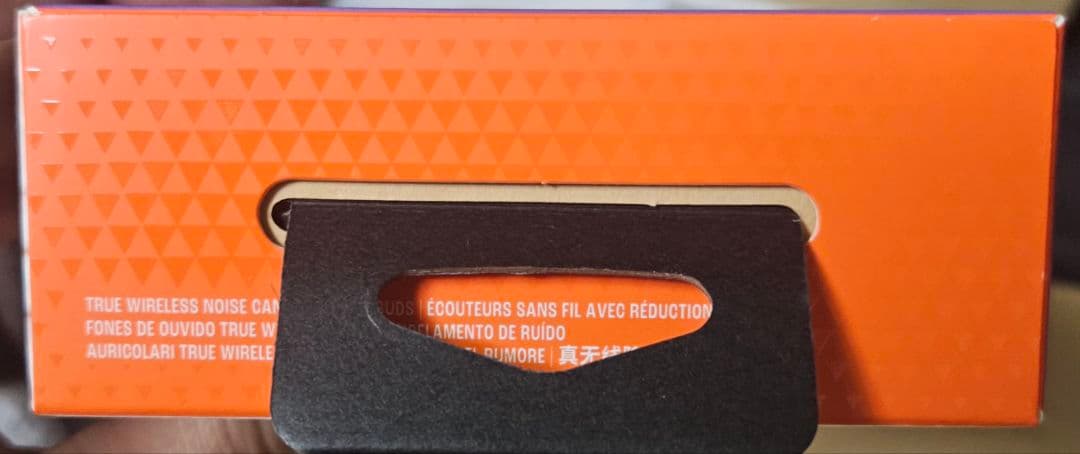 TRUE WIRELESS NOISE CAN UDS | ÉCOUTEURS SANS FIL AVEC RÉDUCTION
FONES DE OUVIDO TRUE W ELAMENTO DE RUÍDO
AURICOLARI TRUE WIRELE RUMORE | 真无线